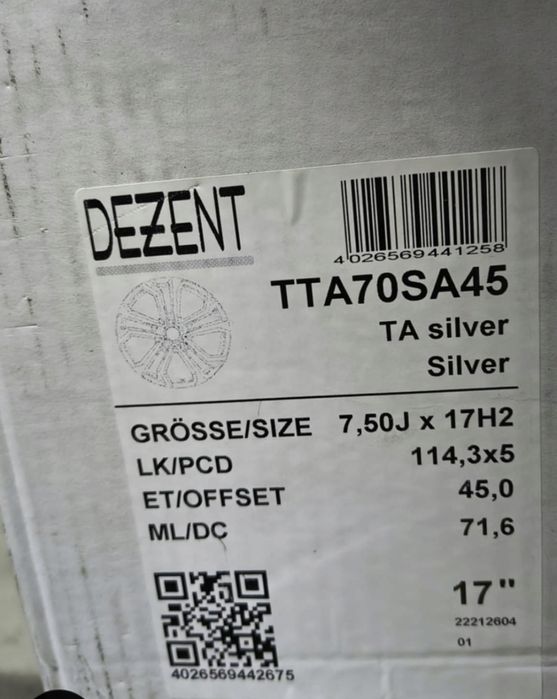 DEZENT
4026569441258
TTA70SA45
TA silver
Silver
GRÖSSE/SIZE 7,50J x 17H2
LK/PCD 114,3x5
ET/OFFSET 45,0
ML/DC 71,6
17"
22212604
01
4026569442675